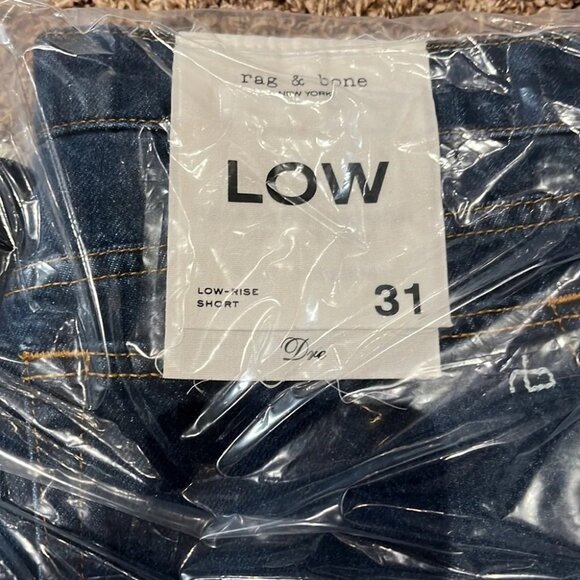 rag & bone
NEW YORK
LOW
LOW-RISE
SHORT
31
Dre